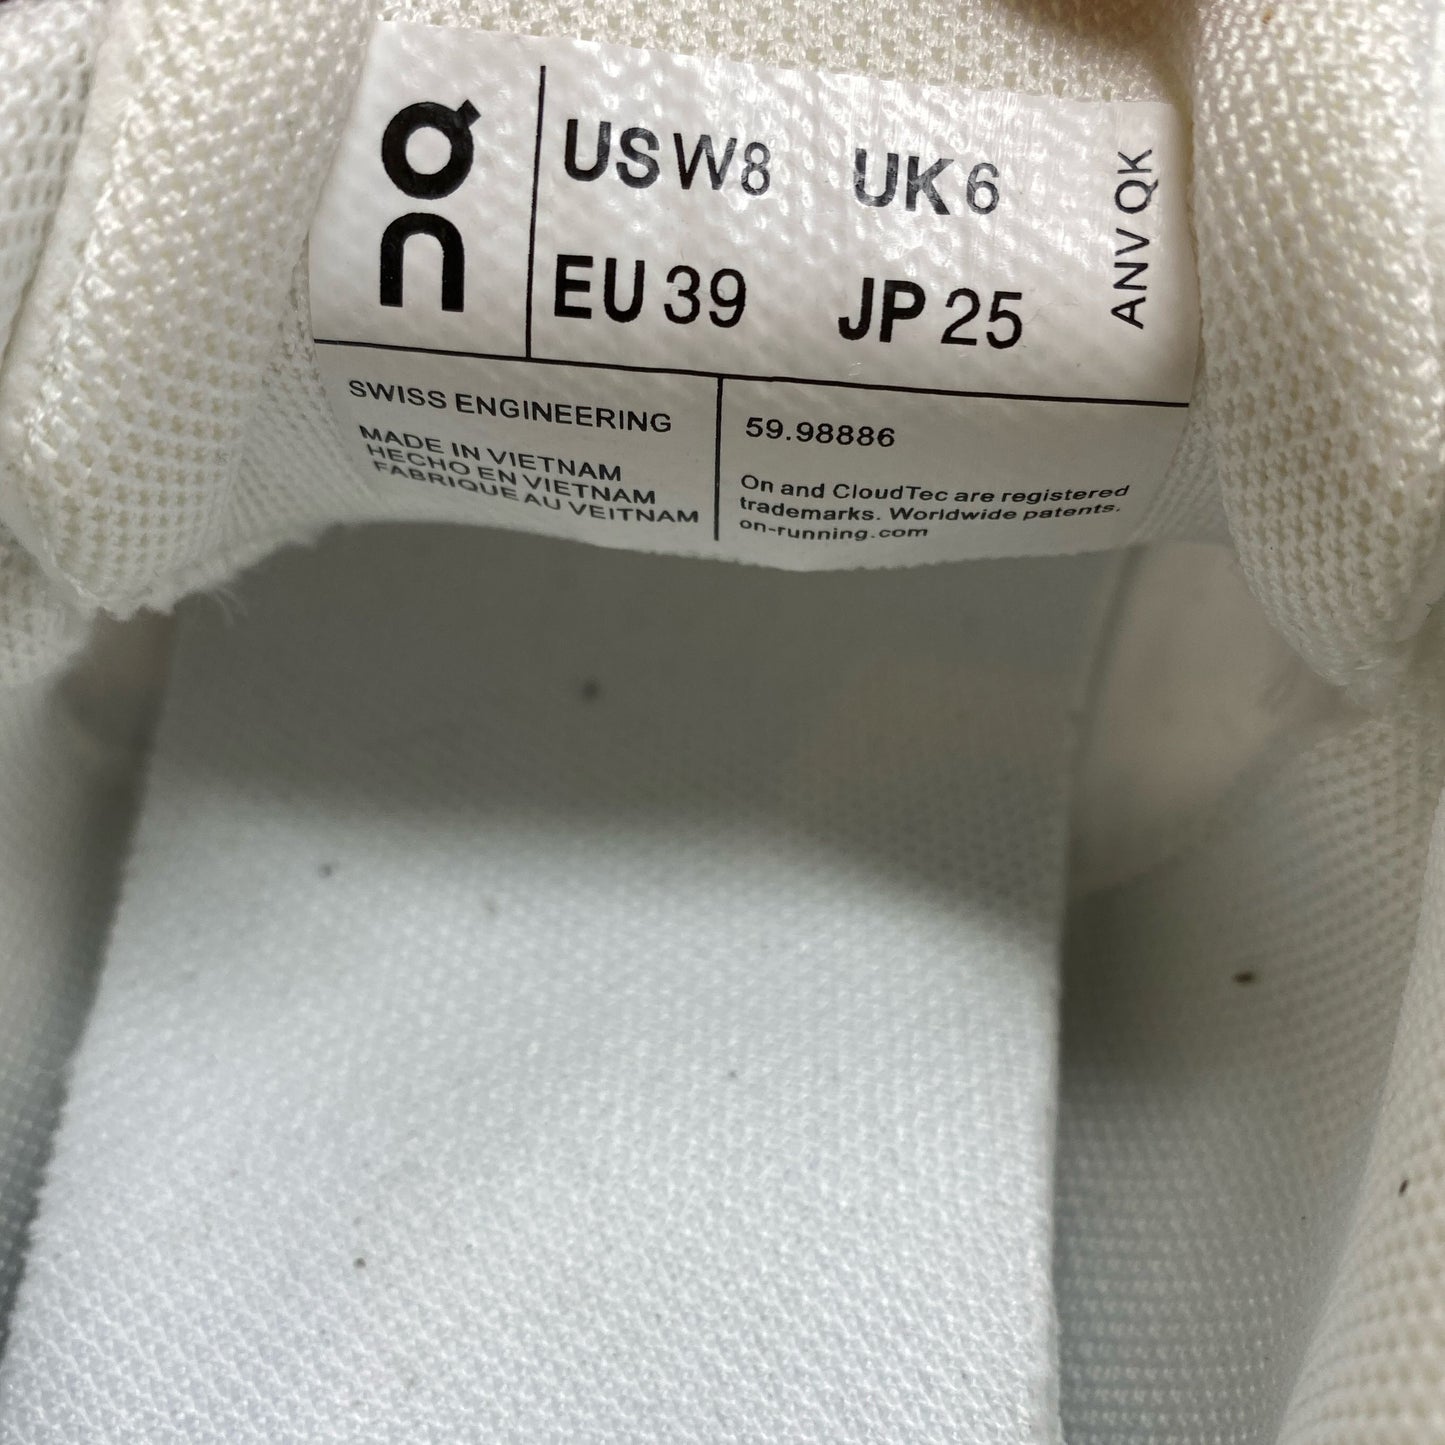 On
US W8 UK 6
EU 39 JP 25
ANV QK
SWISS ENGINEERING
MADE IN VIETNAM
HECHO EN VIETNAM
FABRIQUE AU VEITNAM
59.98886
On and CloudTec are registered
trademarks. Worldwide patents.
on-running.com